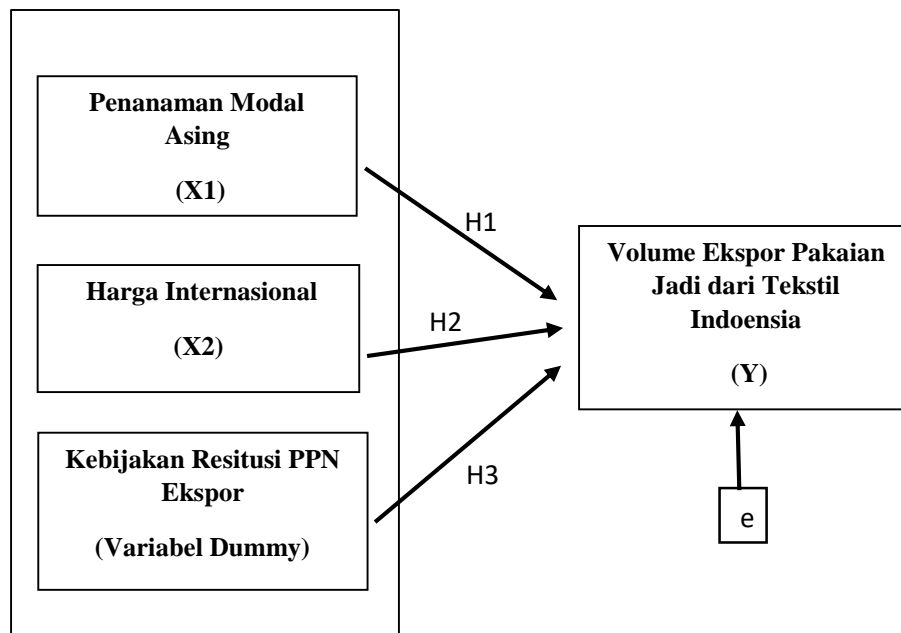 Penanaman Modal
Asing
(X1)
Harga Internasional
(X2)
Kebijakan Resitusi PPN
Ekspor
(Variabel Dummy)
H1
H2
H3
Volume Ekspor Pakaian
Jadi dari Tekstil
Indoensia
(Y)
e